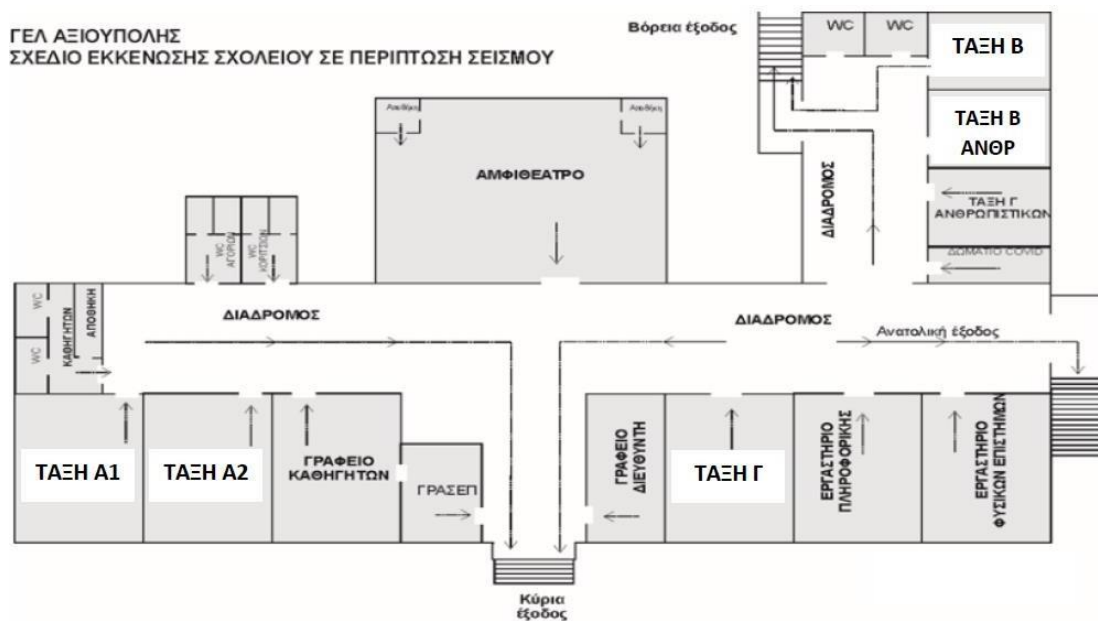 ΓΕΛ ΑΞΙΟΥΠΟΛΗΣ
ΣΧΕΔΙΟ ΕΚΚΕΝΩΣΗΣ ΣΧΟΛΕΙΟΥ ΣΕ ΠΕΡΙΠΤΩΣΗ ΣΕΙΣΜΟΥ
Βόρεια έξοδος
WC
WC
ΤΑΞΗ Β
ΤΑΞΗ Β
ΑΝΘΡ
ΤΑΞΗ Γ
ΑΝΘΡΩΠΙΣΤΙΚΩΝ
ΔΩΜΑΤΙΟ COVID
ΔΙΑΔΡΟΜΟΣ
Αποθήκη
Αποθήκη
ΑΜΦΙΘΕΑΤΡΟ
WC
ΑΓΟΡΙΩΝ
WC
ΚΟΡΙΤΣΙΩΝ
WC
WC
ΚΑΘΗΓΗΤΩΝ
ΑΠΟΘΗΚΗ
ΔΙΑΔΡΟΜΟΣ
ΔΙΑΔΡΟΜΟΣ
Ανατολική έξοδος
ΤΑΞΗ Α1
ΤΑΞΗ Α2
ΓΡΑΦΕΙΟ
ΚΑΘΗΓΗΤΩΝ
ΓΡΑΣΕΠ
ΓΡΑΦΕΙΟ
ΔΙΕΥΘΥΝΤΗ
ΤΑΞΗ Γ
ΕΡΓΑΣΤΗΡΙΟ
ΠΛΗΡΟΦΟΡΙΚΗΣ
ΕΡΓΑΣΤΗΡΙΟ
ΦΥΣΙΚΩΝ ΕΠΙΣΤΗΜΩΝ
Κύρια
έξοδος